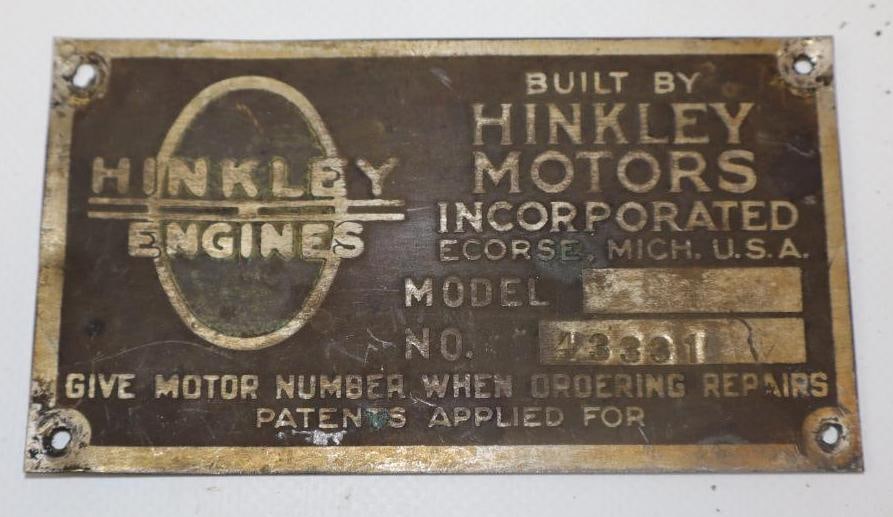 HINKLEY
ENGINES
BUILT BY
HINKLEY
MOTORS
INCORPORATED
ECORSE, MICH. U.S.A.
MODEL
NO. 43331
GIVE MOTOR NUMBER WHEN ORDERING REPAIRS
PATENTS APPLIED FOR